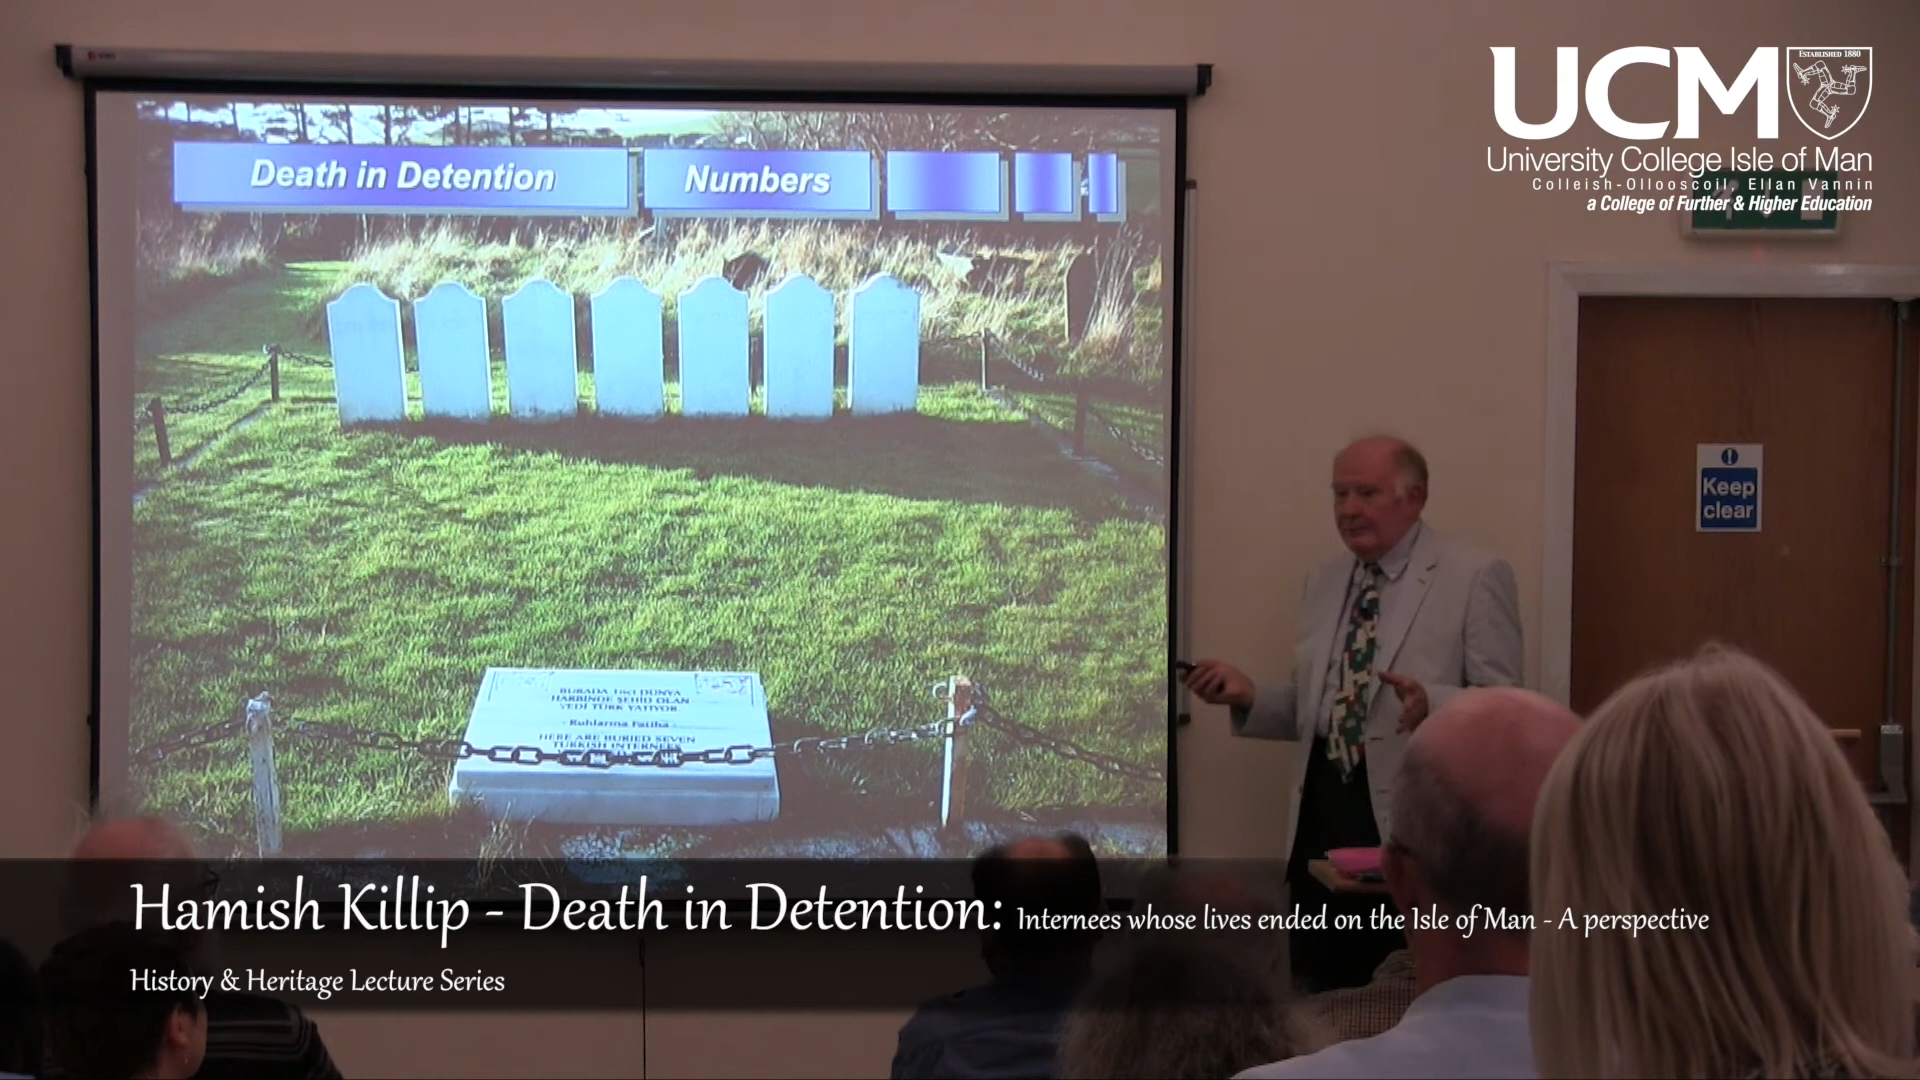 UCM
ESTABLISHED 1880
University College Isle of Man
Colleish-Ollooscoil, Ellan Vannin
a College of Further & Higher Education
Death in Detention
Numbers
Keep
clear
BURADA 1nci DÜNYA
HARBİNDE ŞEHİD OLAN
YEDİ TÜRK YATIYOR
- Ruhlarına Fatiha -
HERE ARE BURIED SEVEN
TURKISH INTERNEES
Hamish Killip - Death in Detention: Internees whose lives ended on the Isle of Man - A perspective
History & Heritage Lecture Series